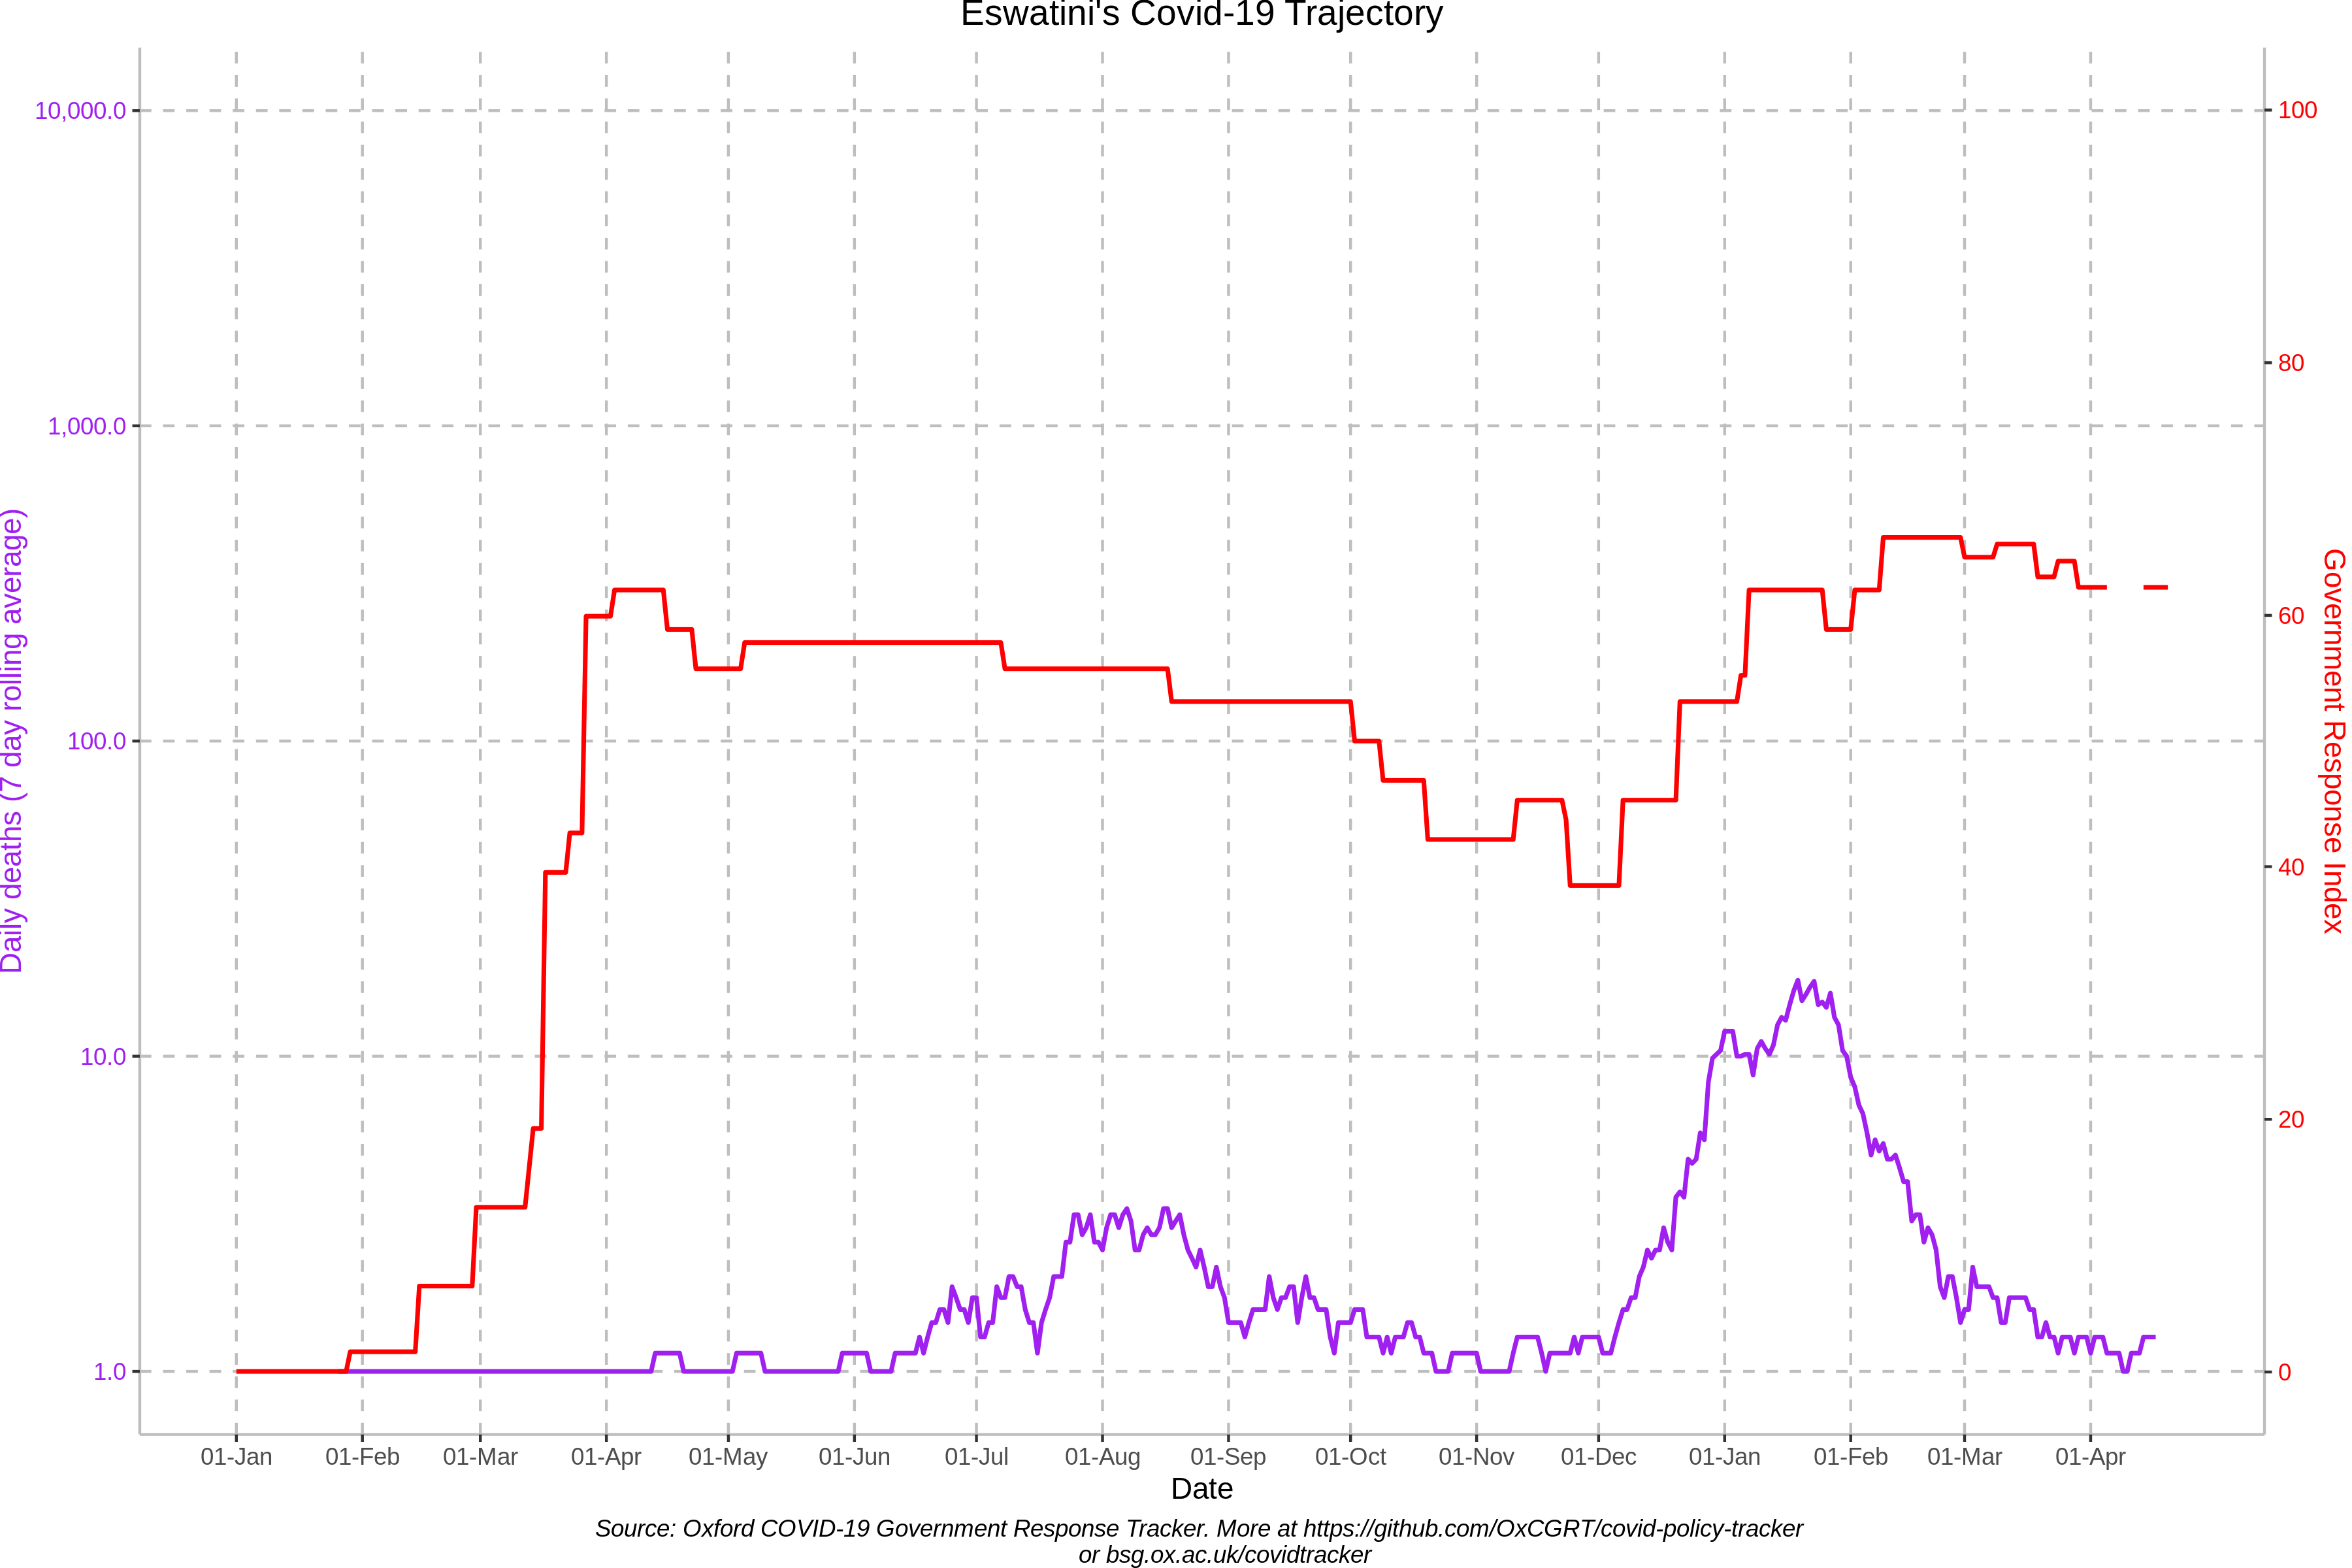 Eswatini's Covid-19 Trajectory
10,000.0
1,000.0
100.0
10.0
1.0
Daily deaths (7 day rolling average)
100
80
60
40
20
0
Government Response Index
01-Jan 01-Feb 01-Mar 01-Apr 01-May 01-Jun 01-Jul 01-Aug 01-Sep 01-Oct 01-Nov 01-Dec 01-Jan 01-Feb 01-Mar 01-Apr
Date
Source: Oxford COVID-19 Government Response Tracker. More at https://github.com/OxCGRT/covid-policy-tracker
or bsg.ox.ac.uk/covidtracker